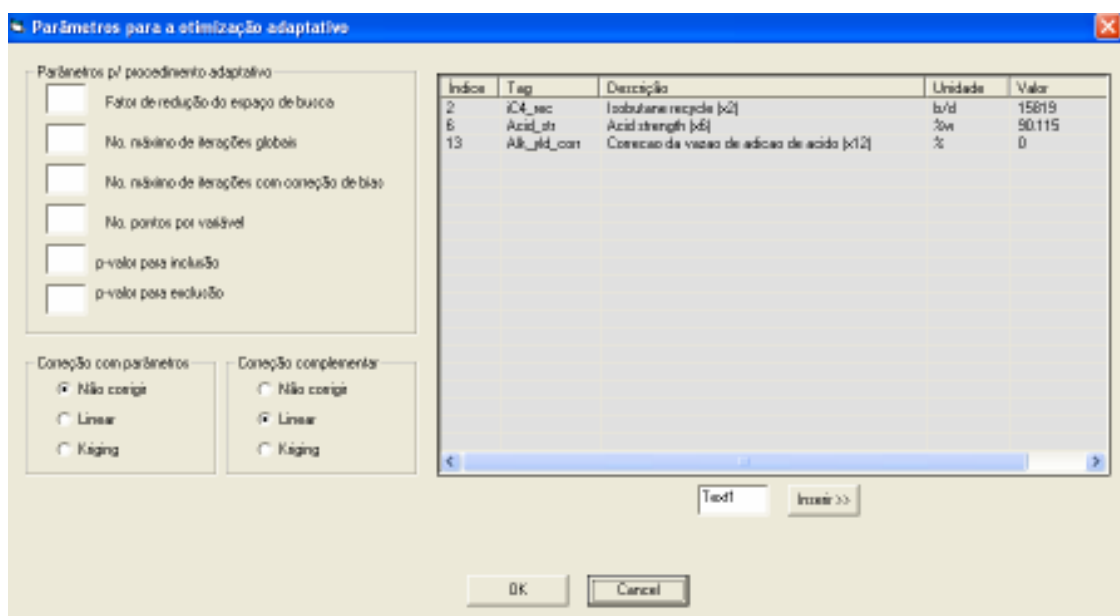 Parâmetros para a otimização adaptativo
Parâmetros p/ procedimento adaptativo
Fator de redução do espaço de busca
No. máximo de iterações globais
No. máximo de iterações com correção de bias
No. pontos por variável
p-valor para inclusão
p-valor para exclusão
Correção com parâmetros
Não corrigir
Linear
Kriging
Correção complementar
Não corrigir
Linear
Kriging
Índice Tag Descrição Unidade Valor
2 iC4_rec Isobutane recycle (x2) b/d 15819
6 Acid_str Acid strength (x6) %w 90.115
13 Alk_yld_corr Correcao da vazao de adicao de acido (x12) % 0
Text1
Inserir >>
OK
Cancel